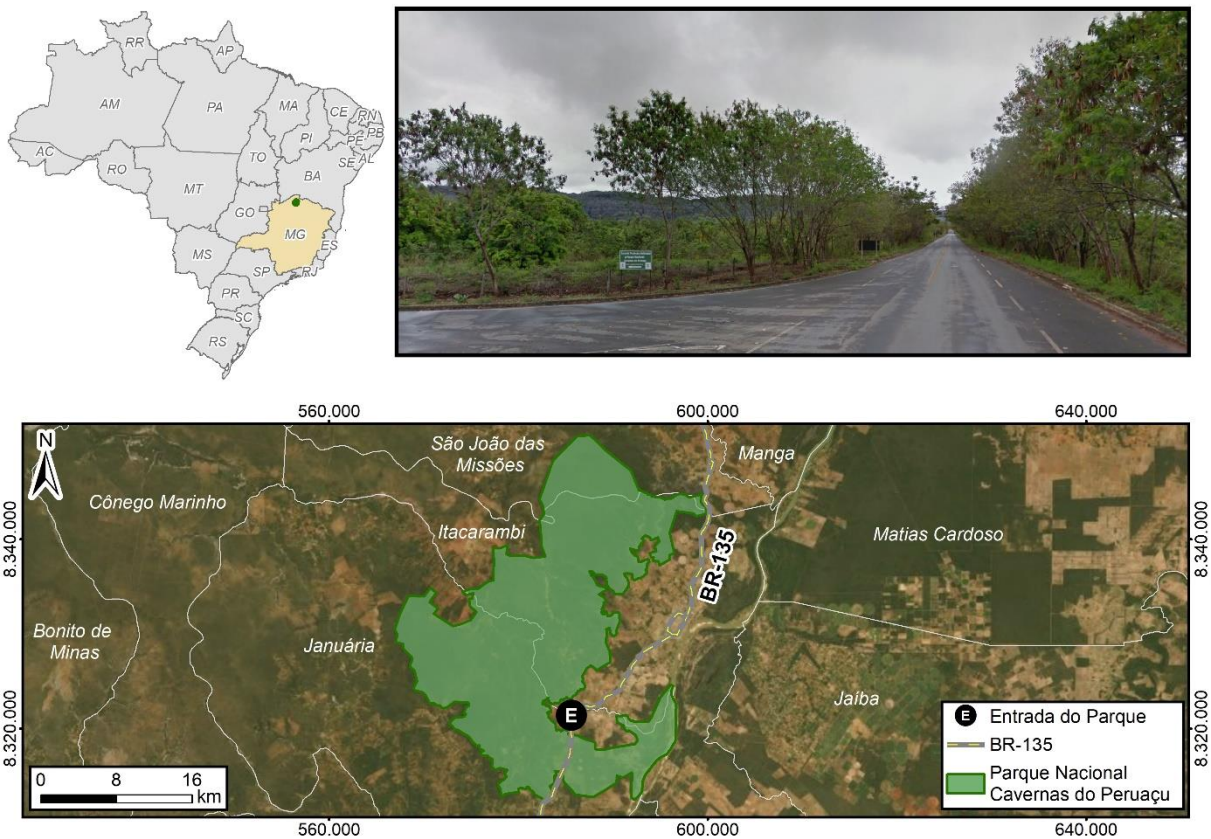 RR
AP
AM
PA
MA
CE
RN
PB
PE
AL
SE
PI
AC
RO
TO
BA
MT
GO
MG
ES
MS
SP
RJ
PR
SC
RS
560.000
600.000
640.000
N
São João das
Missões
Manga
Cônego Marinho
Itacarambi
Matias Cardoso
BR-135
Bonito de
Minas
Januária
Jaíba
8.340.000
8.320.000
8.340.000
8.320.000
E
E Entrada do Parque
BR-135
Parque Nacional
Cavernas do Peruaçu
0 8 16
km
560.000
600.000
640.000